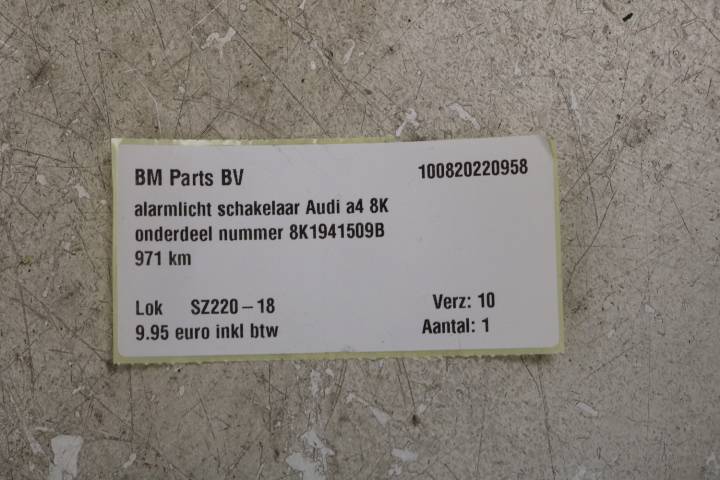 BM Parts BV 100820220958
alarmlicht schakelaar Audi a4 8K
onderdeel nummer 8K1941509B
971 km
Lok SZ220 – 18 Verz: 10
9.95 euro inkl btw Aantal: 1